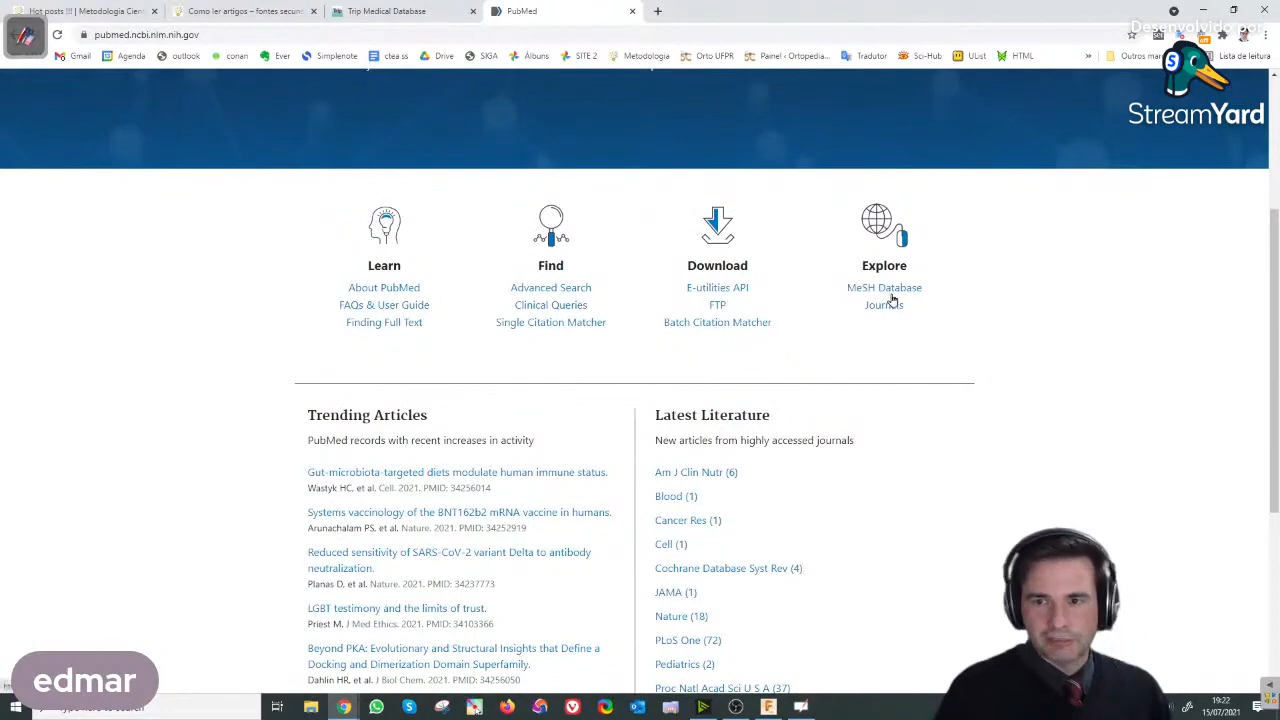 Hot posts !!! | Metodologia Cien
Como ler artigos – fontes secun
Trip Medical Database
PubMed
pubmed.ncbi.nlm.nih.gov
Desenvolvido por
Gmail
Agenda
outlook
conan
Ever
Simplenote
ctea ss
Drive
SIGA
Álbuns
SITE 2
Metodologia
Orto UFPR
Painel ‹ Ortopedia...
Tradutor
Sci-Hub
UList
HTML
»
Outros
Lista de leitura
StreamYard
Learn
About PubMed
FAQs & User Guide
Finding Full Text
Find
Advanced Search
Clinical Queries
Single Citation Matcher
Download
E-utilities API
FTP
Batch Citation Matcher
Explore
MeSH Database
Journals
Trending Articles
PubMed records with recent increases in activity
Gut-microbiota-targeted diets modulate human immune status.
Wastyk HC, et al. Cell. 2021. PMID: 34256014
Systems vaccinology of the BNT162b2 mRNA vaccine in humans.
Arunachalam PS, et al. Nature. 2021. PMID: 34252919
Reduced sensitivity of SARS-CoV-2 variant Delta to antibody
neutralization.
Planas D, et al. Nature. 2021. PMID: 34237773
LGBT testimony and the limits of trust.
Priest M. J Med Ethics. 2021. PMID: 34103366
Beyond PKA: Evolutionary and Structural Insights that Define a
Docking and Dimerization Domain Superfamily.
Dahlin HR, et al. J Biol Chem. 2021. PMID: 34256050
Latest Literature
New articles from highly accessed journals
Am J Clin Nutr (6)
Blood (1)
Cancer Res (1)
Cell (1)
Cochrane Database Syst Rev (4)
JAMA (1)
Nature (18)
PLoS One (72)
Pediatrics (2)
Proc Natl Acad Sci U S A (37)
edmar
19:22
15/07/2021